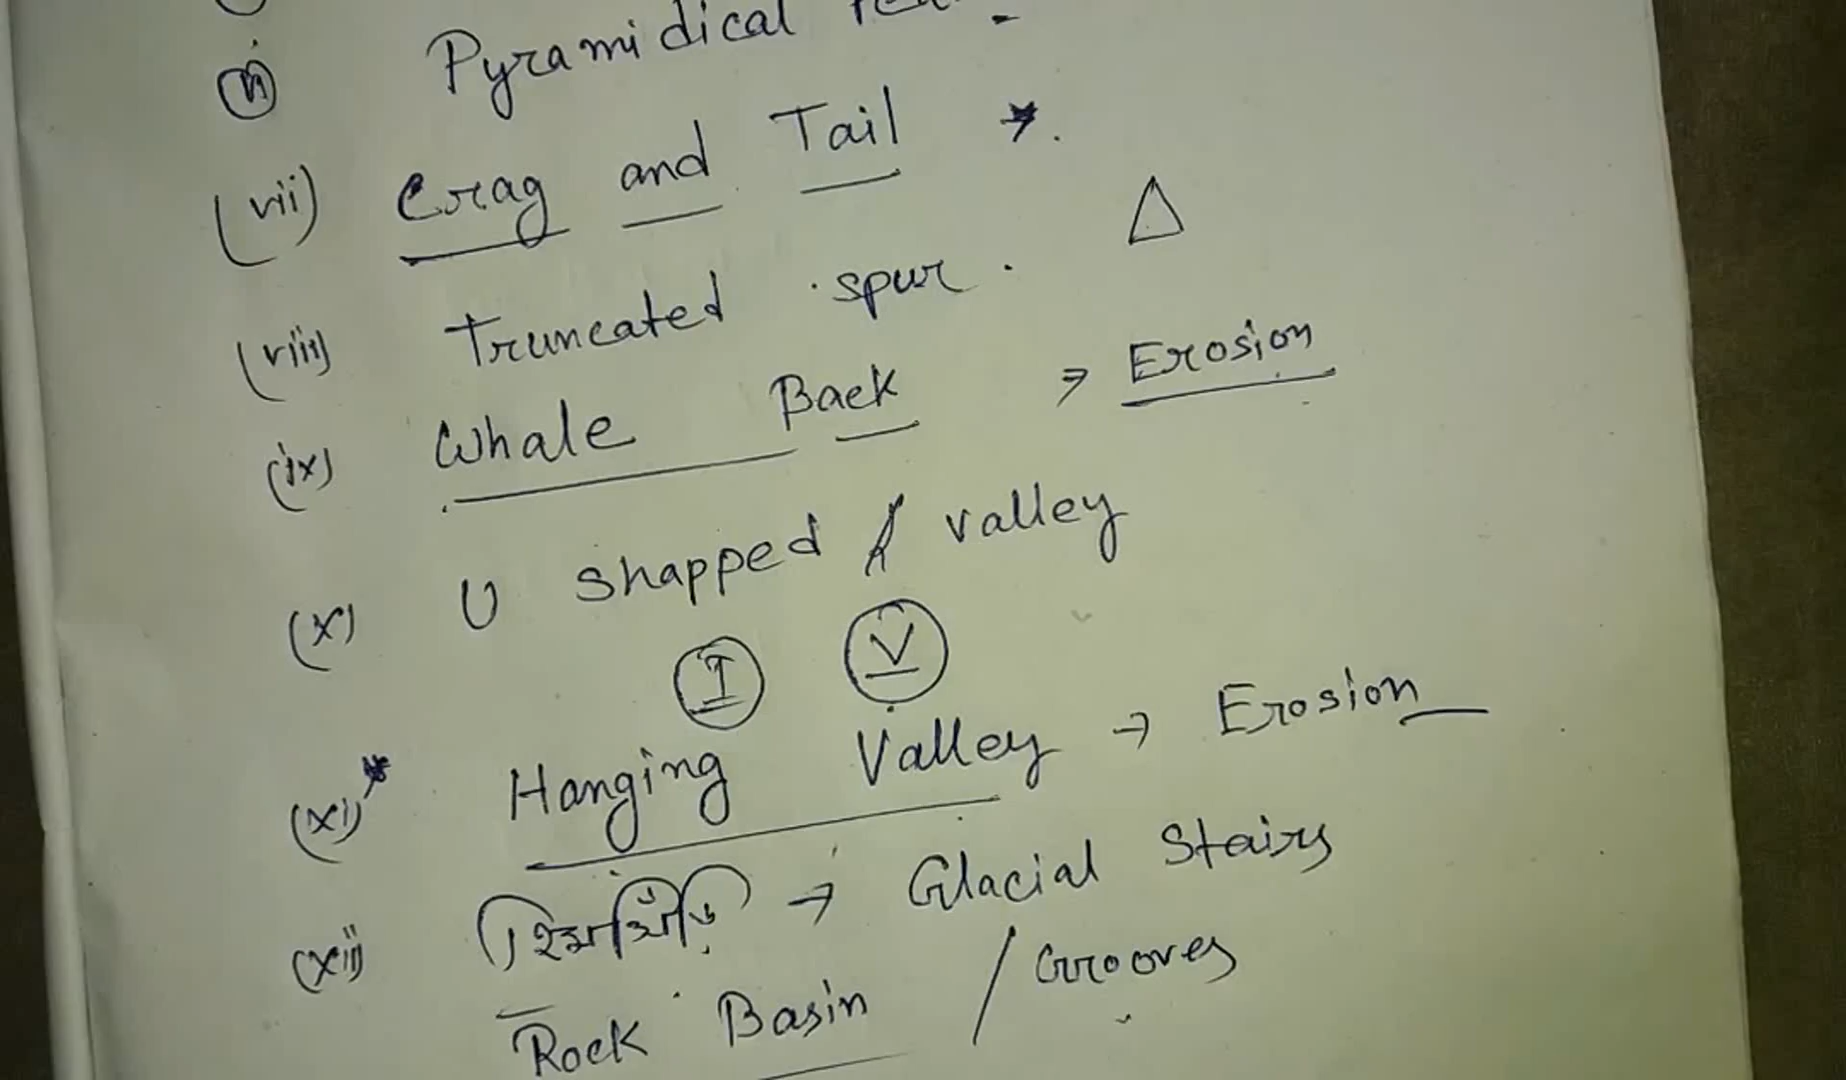 Pyramidical
(vii) Crag and Tail
(viii) Truncated spur.
(ix) Whale Back → Erosion
(x) U shapped valley
I V
(xi) Hanging Valley → Erosion
(xii) হিমসিঁড়ি → Glacial Stairs
Rock Basin / Grooves